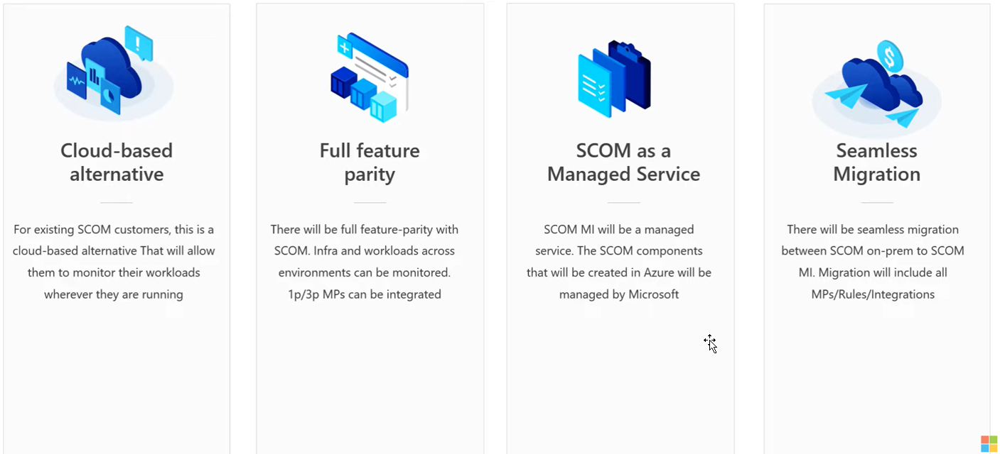 Cloud-based
alternative
For existing SCOM customers, this is a
cloud-based alternative That will allow
them to monitor their workloads
wherever they are running
Full feature
parity
There will be full feature-parity with
SCOM. Infra and workloads across
environments can be monitored.
1p/3p MPs can be integrated
SCOM as a
Managed Service
SCOM MI will be a managed
service. The SCOM components
that will be created in Azure will be
managed by Microsoft
$
Seamless
Migration
There will be seamless migration
between SCOM on-prem to SCOM
MI. Migration will include all
MPs/Rules/Integrations